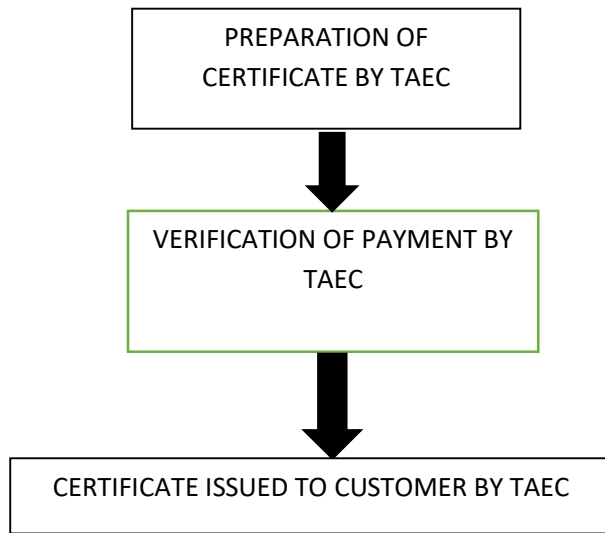 PREPARATION OF
CERTIFICATE BY TAEC
VERIFICATION OF PAYMENT BY
TAEC
CERTIFICATE ISSUED TO CUSTOMER BY TAEC